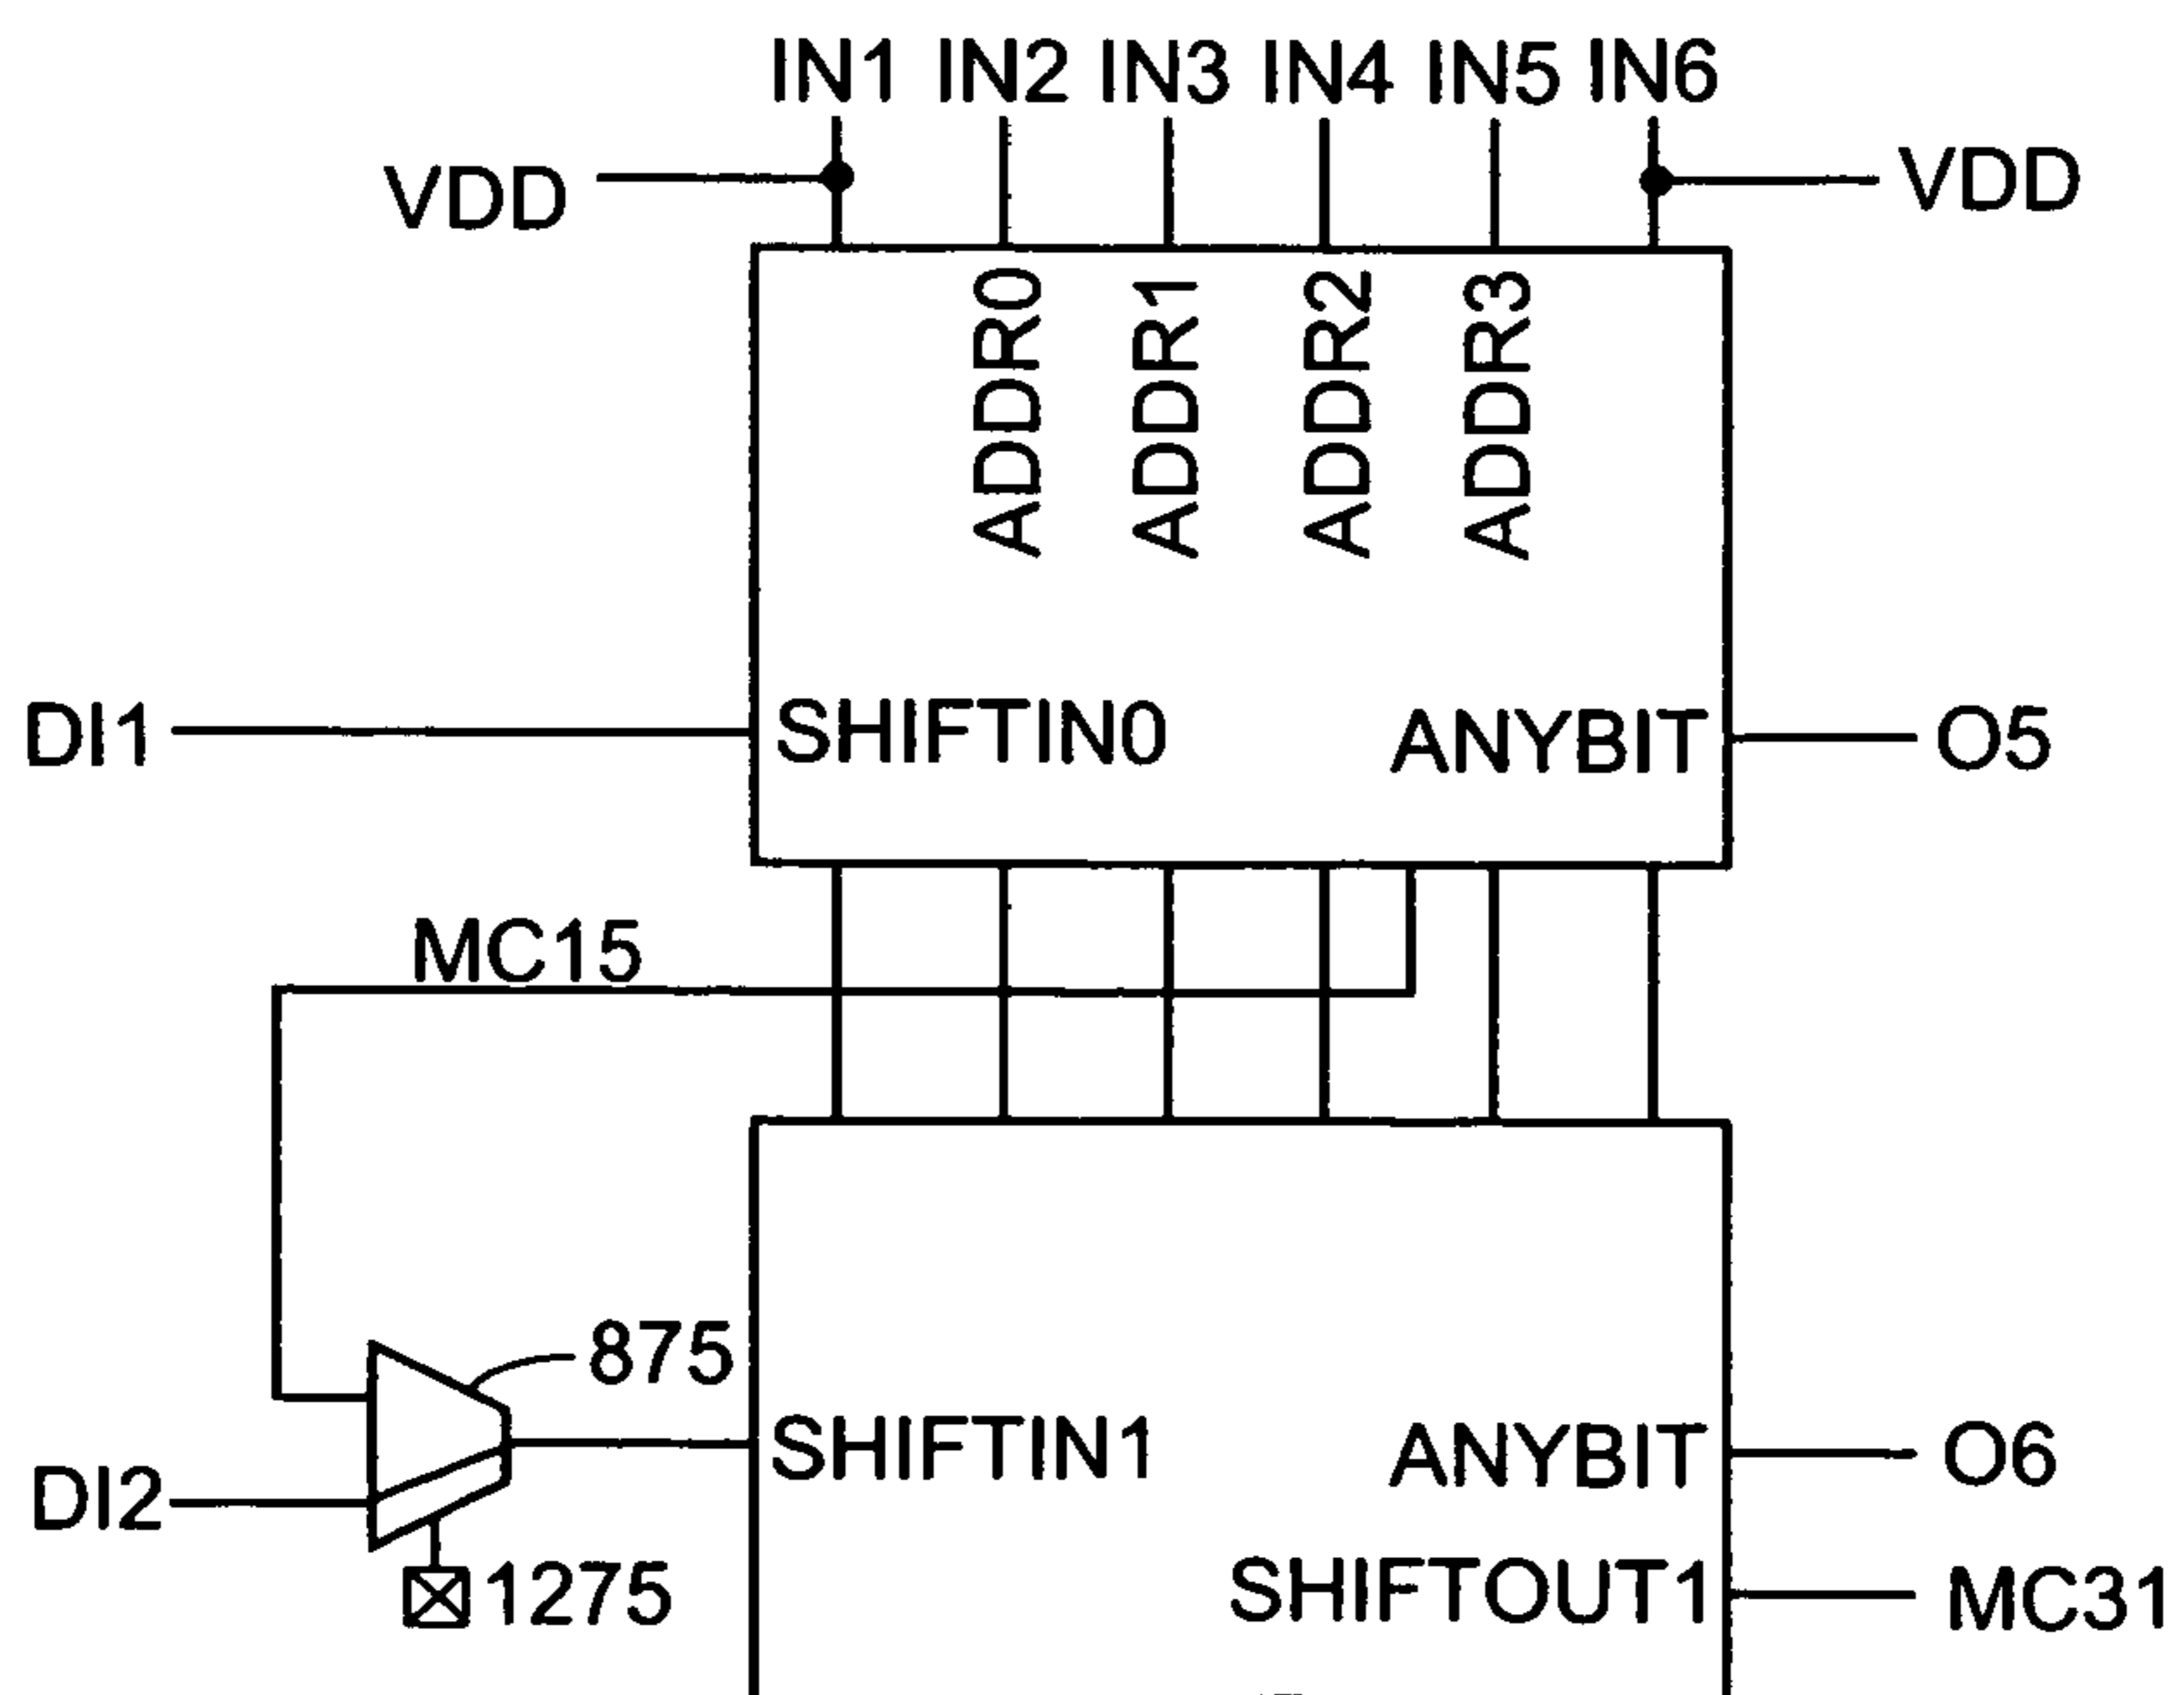 IN1 IN2 IN3 IN4 IN5 IN6
VDD
VDD
ADDR0
ADDR1
ADDR2
ADDR3
DI1
SHIFTIN0
ANYBIT
O5
MC15
875
SHIFTIN1
ANYBIT
O6
DI2
1275
SHIFTOUT1
MC31